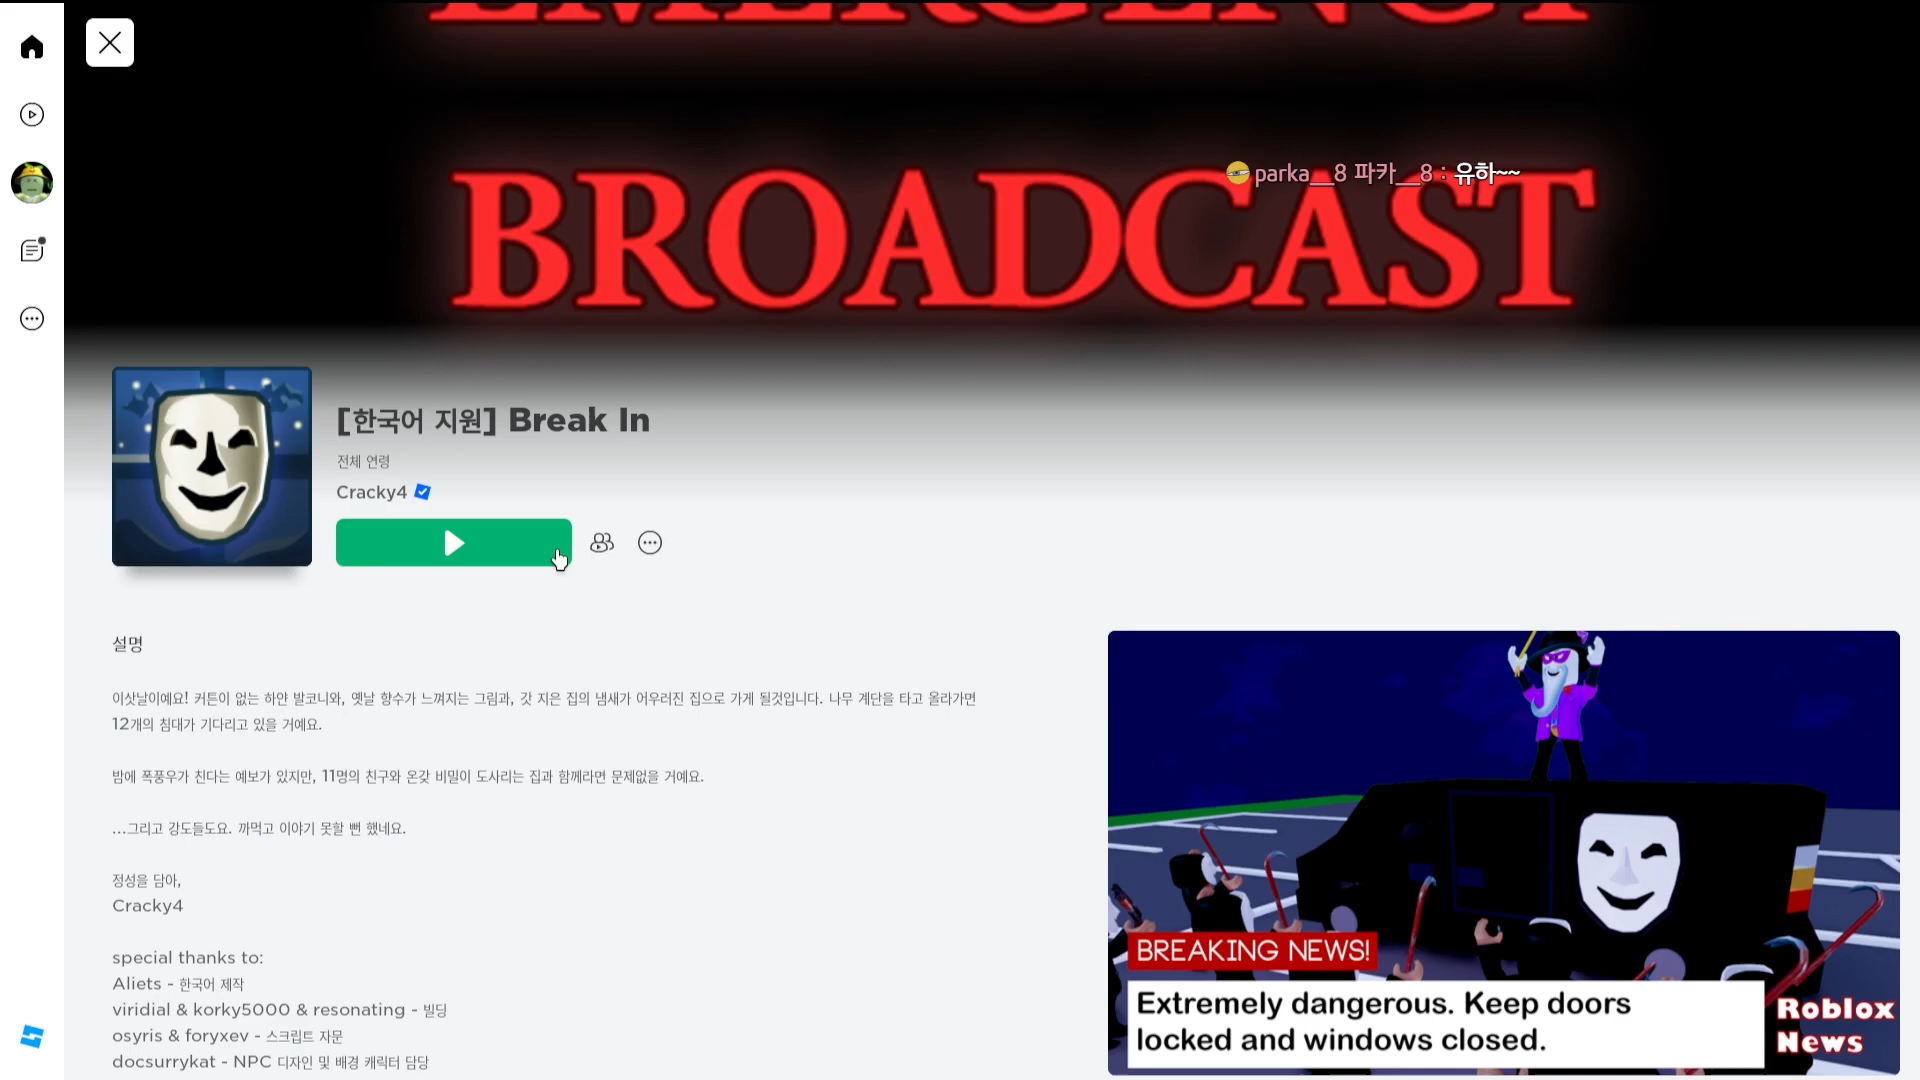 EMERGENCY
BROADCAST
parka__8 파카__8 : 유하~~
[한국어 지원] Break In
전체 연령
Cracky4
설명
이삿날이예요! 커튼이 없는 하얀 발코니와, 옛날 향수가 느껴지는 그림과, 갓 지은 집의 냄새가 어우러진 집으로 가게 될것입니다. 나무 계단을 타고 올라가면
12개의 침대가 기다리고 있을 거예요.
밤에 폭풍우가 친다는 예보가 있지만, 11명의 친구와 온갖 비밀이 도사리는 집과 함께라면 문제없을 거예요.
...그리고 강도들도요. 까먹고 이야기 못할 뻔 했네요.
정성을 담아,
Cracky4
special thanks to:
Aliets - 한국어 제작
viridial & korky5000 & resonating - 빌딩
osyris & foryxev - 스크립트 자문
docsurrykat - NPC 디자인 및 배경 캐릭터 담당
BREAKING NEWS!
Extremely dangerous. Keep doors
locked and windows closed.
Roblox
News